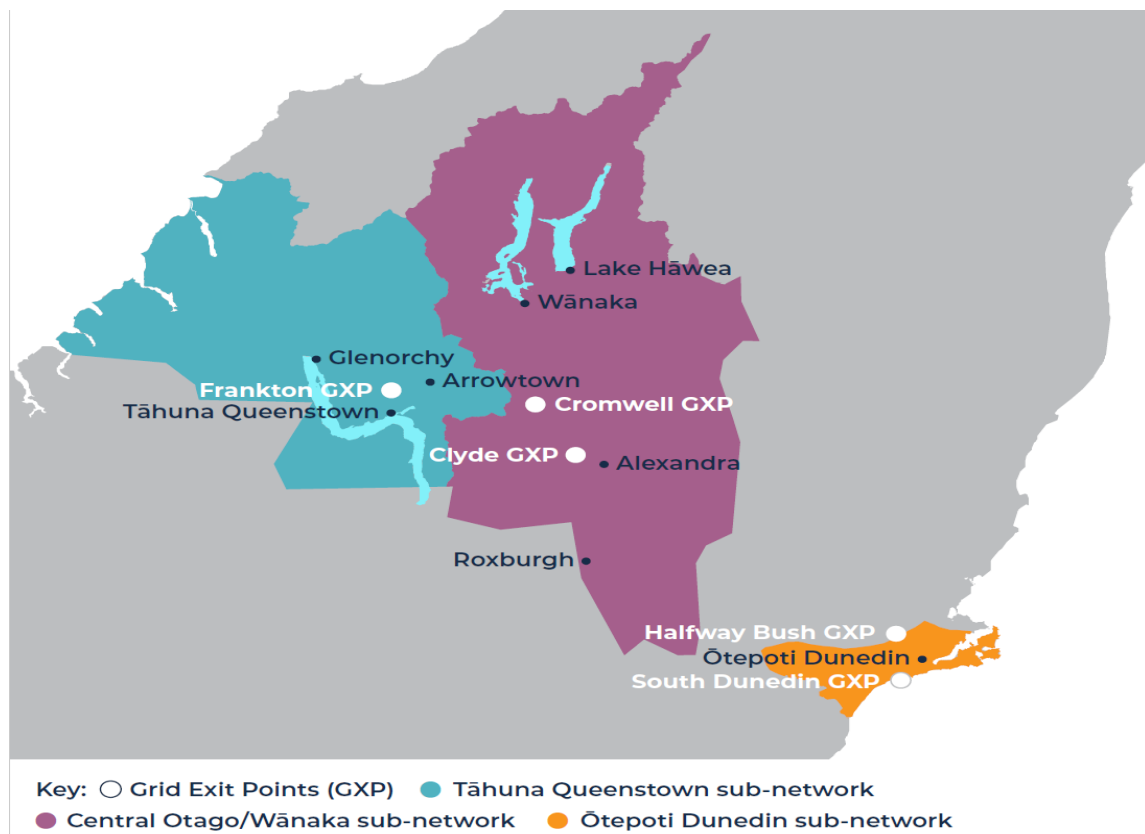 Lake Hāwea
Wānaka
Glenorchy
Arrowtown
Frankton GXP
Cromwell GXP
Tāhuna Queenstown
Clyde GXP
Alexandra
Roxburgh
Halfway Bush GXP
Ōtepoti Dunedin
South Dunedin GXP
Key: Grid Exit Points (GXP) Tāhuna Queenstown sub-network
Central Otago/Wānaka sub-network Ōtepoti Dunedin sub-network